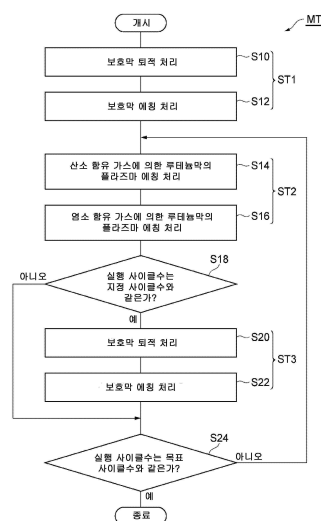 개시
MT
보호막 퇴적 처리
S10
ST1
보호막 에칭 처리
S12
산소 함유 가스에 의한 루테늄막의
플라즈마 에칭 처리
S14
ST2
염소 함유 가스에 의한 루테늄막의
플라즈마 에칭 처리
S16
아니오
S18
실행 사이클수는
지정 사이클수와
같은가?
예
보호막 퇴적 처리
S20
ST3
보호막 에칭 처리
S22
S24
실행 사이클수는 목표
사이클수와 같은가?
아니오
예
종료